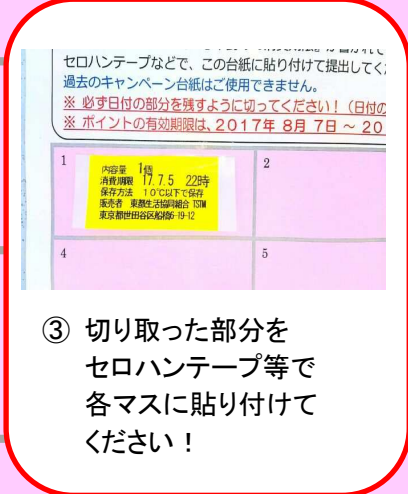 セロハンテープなどで、この台紙に貼り付けて提出してく
過去のキャンペーン台紙はご使用できません。
※ 必ず日付の部分を残すように切ってください！（日付の
※ ポイントの有効期限は、2017年 8月 7日 ～ 20
1
2
内容量 1個
消費期限 17.7.5 22時
保存方法 10℃以下で保存
販売者 東都生活協同組合 TSTM
東京都世田谷区船橋5-19-12
4
5
③ 切り取った部分を
セロハンテープ等で
各マスに貼り付けて
ください！